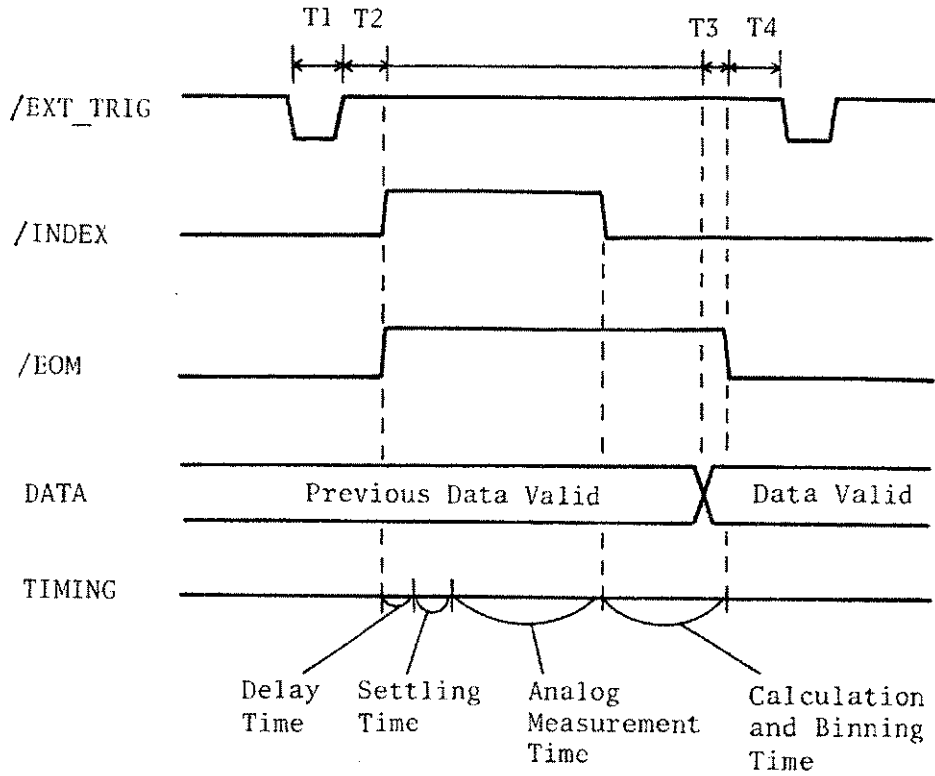 T1 T2 T3 T4
/EXT_TRIG
/INDEX
/EOM
DATA Previous Data Valid Data Valid
TIMING
Delay Time
Settling Time
Analog Measurement Time
Calculation and Binning Time